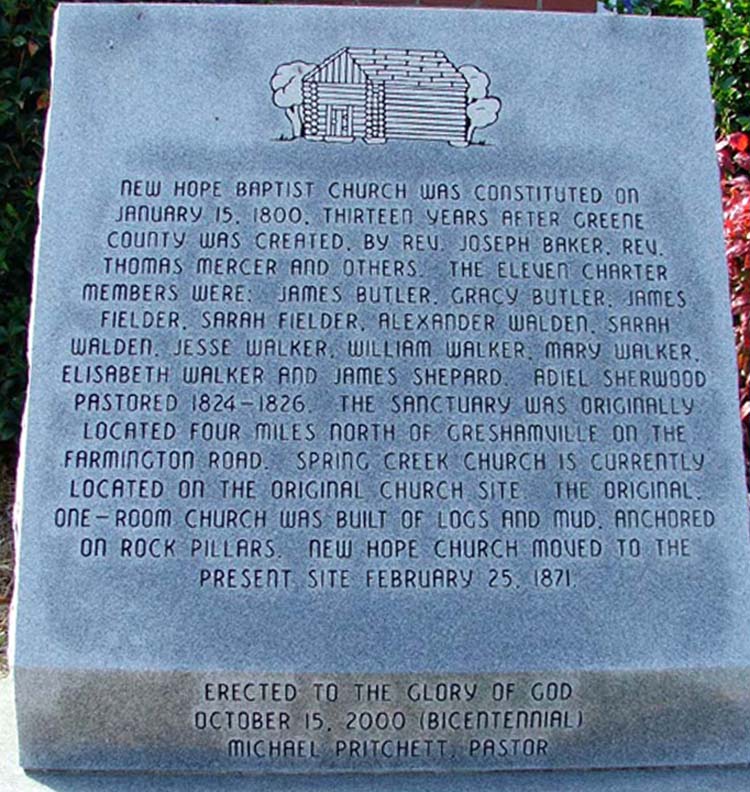 NEW HOPE BAPTIST CHURCH WAS CONSTITUTED ON
JANUARY 15, 1800, THIRTEEN YEARS AFTER GREENE
COUNTY WAS CREATED, BY REV. JOSEPH BAKER, REV.
THOMAS MERCER AND OTHERS. THE ELEVEN CHARTER
MEMBERS WERE: JAMES BUTLER, GRACY BUTLER, JAMES
FIELDER, SARAH FIELDER, ALEXANDER WALDEN, SARAH
WALDEN, JESSE WALKER, WILLIAM WALKER, MARY WALKER,
ELISABETH WALKER AND JAMES SHEPARD. ADIEL SHERWOOD
PASTORED 1824-1826. THE SANCTUARY WAS ORIGINALLY
LOCATED FOUR MILES NORTH OF GRESHAMVILLE ON THE
FARMINGTON ROAD. SPRING CREEK CHURCH IS CURRENTLY
LOCATED ON THE ORIGINAL CHURCH SITE. THE ORIGINAL,
ONE-ROOM CHURCH WAS BUILT OF LOGS AND MUD, ANCHORED
ON ROCK PILLARS. NEW HOPE CHURCH MOVED TO THE
PRESENT SITE FEBRUARY 25, 1871.
ERECTED TO THE GLORY OF GOD
OCTOBER 15, 2000 (BICENTENNIAL)
MICHAEL PRITCHETT, PASTOR